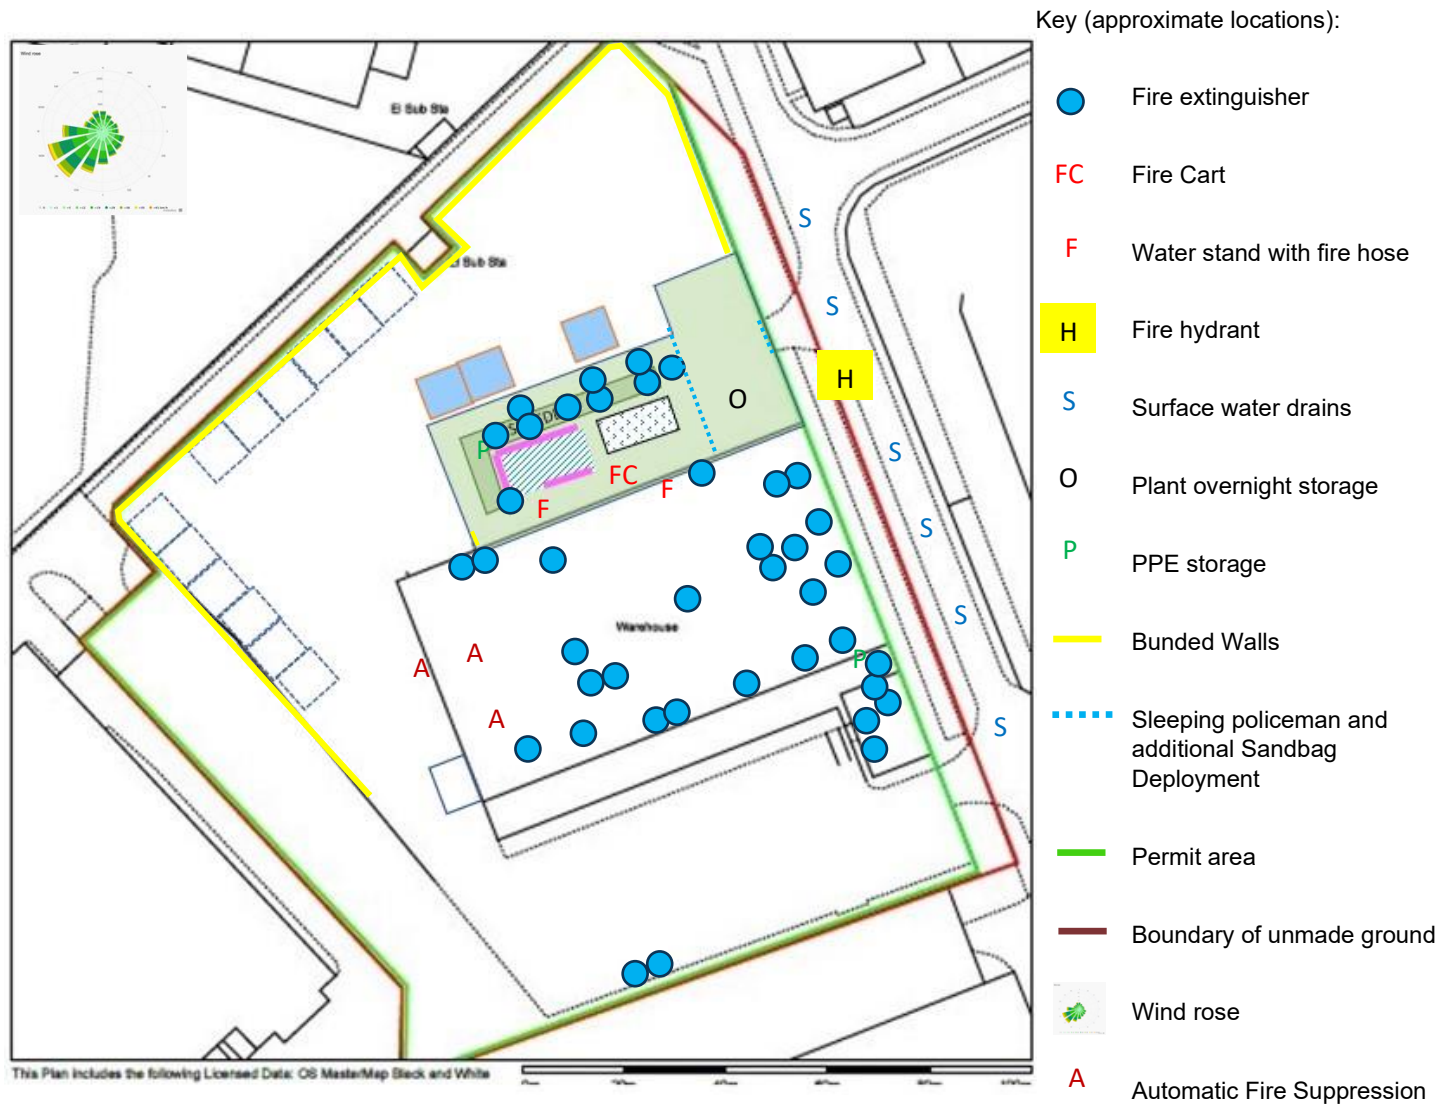 Key (approximate locations):
Wind rose
El Sub Sta
Fire extinguisher
FC
Fire Cart
S
F
Water stand with fire hose
El Sub Sta
S
H
Fire hydrant
H
O
S
Surface water drains
P
S
FC
F
F
O
Plant overnight storage
S
P
PPE storage
Warehouse
S
Bunded Walls
A
A
P
A
S
Sleeping policeman and
additional Sandbag
Deployment
Permit area
Boundary of unmade ground
Wind rose
This Plan includes the following Licensed Data: OS MasterMap Black and White
A
Automatic Fire Suppression